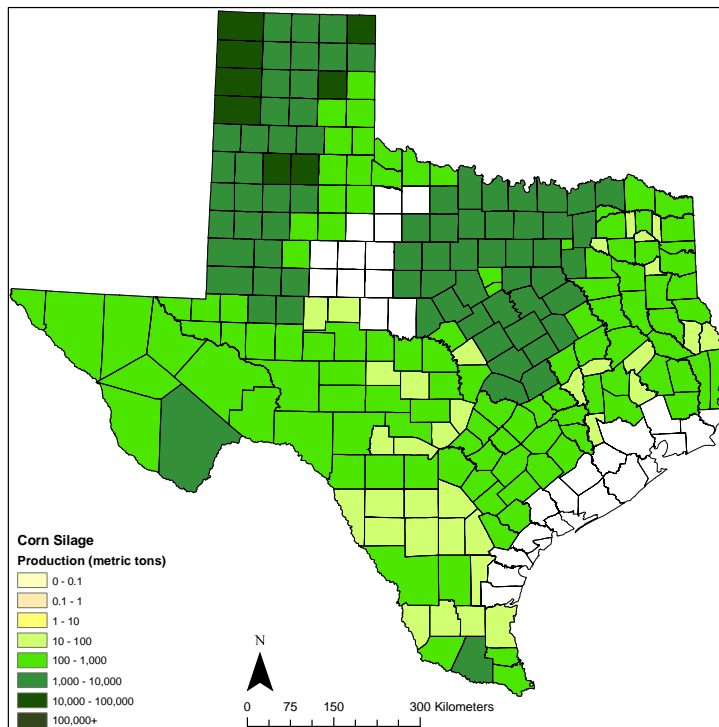 Corn Silage
Production (metric tons)
0 - 0.1
0.1 - 1
1 - 10
10 - 100
100 - 1,000
1,000 - 10,000
10,000 - 100,000
100,000+
N
0 75 150 300 Kilometers